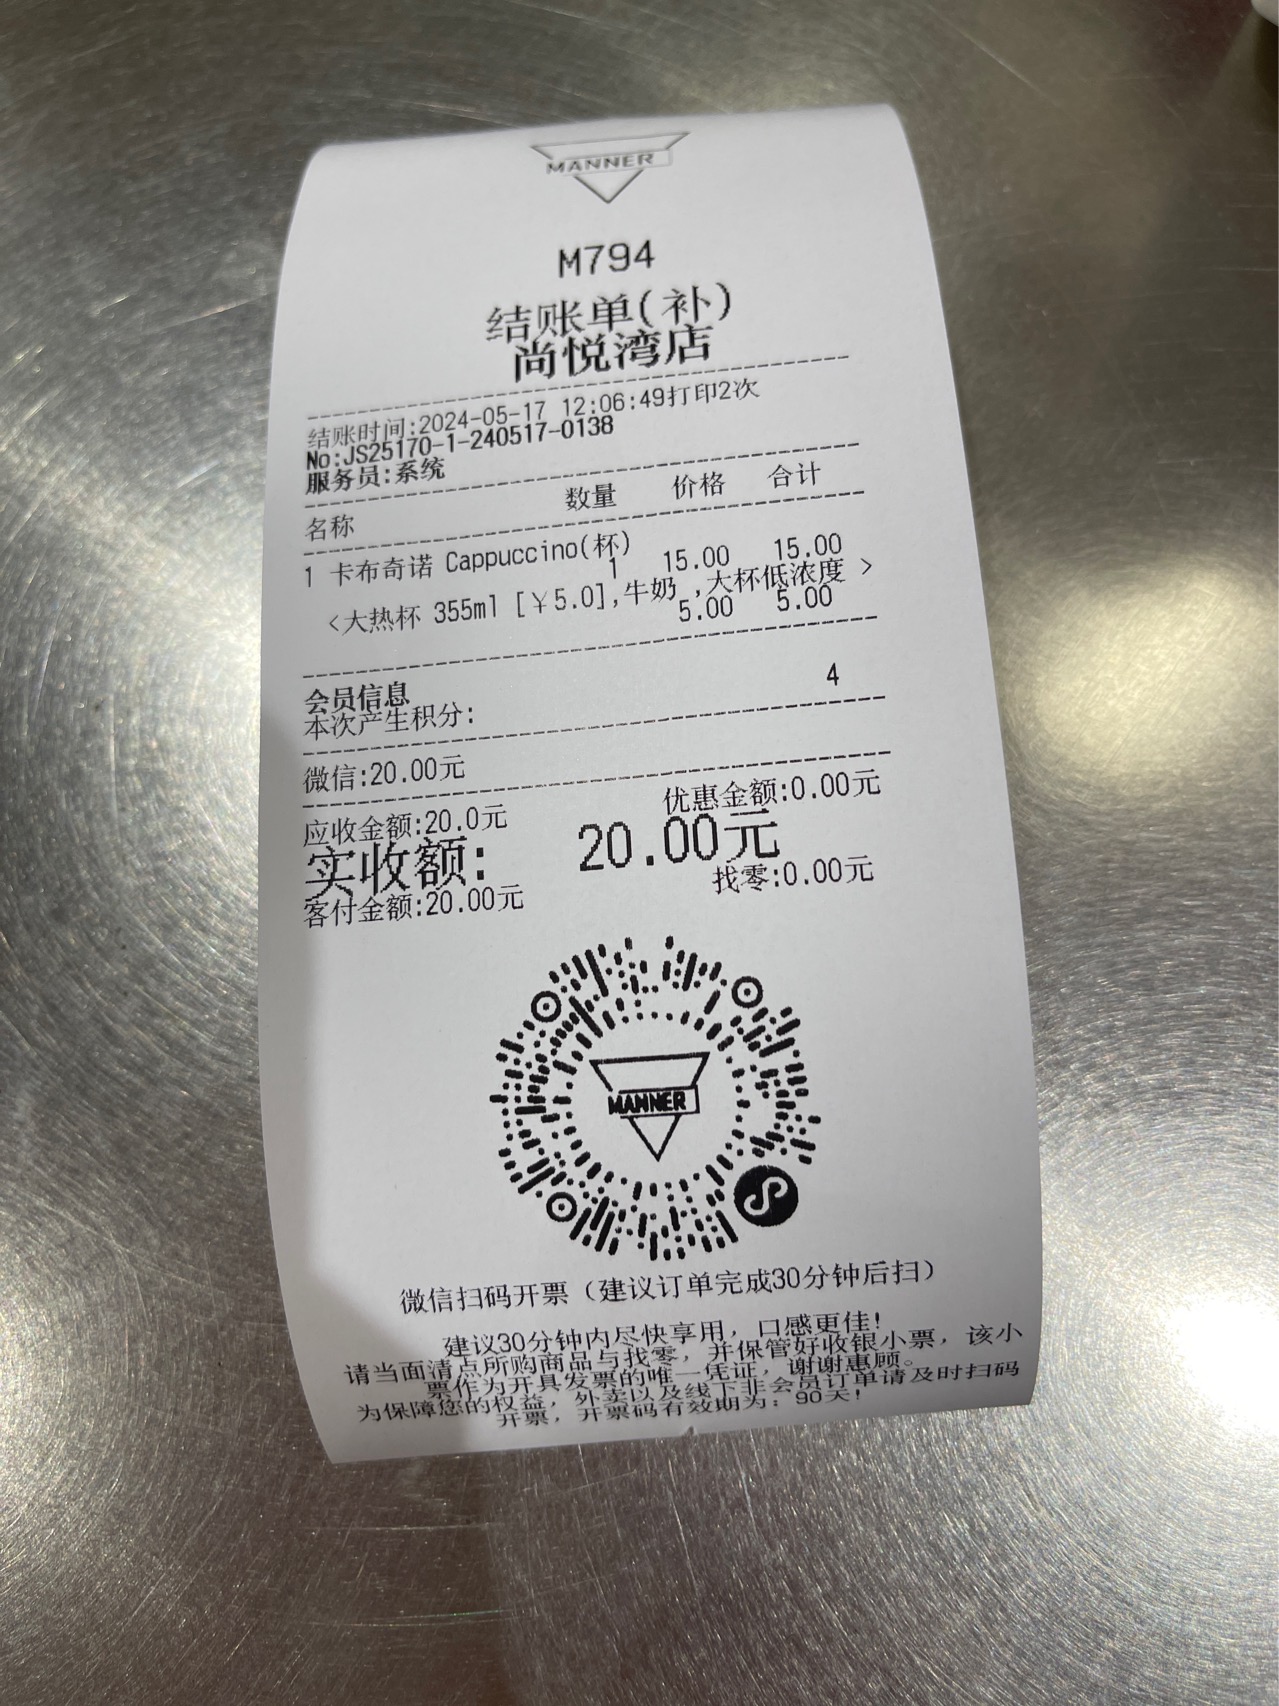 MANNER
M794
结账单(补)
尚悦湾店
结账时间:2024-05-17 12:06:49打印2次
No:JS25170-1-240517-0138
服务员:系统
名称 数量 价格 合计
1 卡布奇诺 Cappuccino(杯)
1 15.00 15.00
<大热杯 355ml [￥5.0],牛奶 ,大杯低浓度 >
5.00 5.00
会员信息
本次产生积分: 4
微信:20.00元
应收金额:20.0元 优惠金额:0.00元
实收额: 20.00元
客付金额:20.00元 找零:0.00元
MANNER
微信扫码开票（建议订单完成30分钟后扫）
建议30分钟内尽快享用，口感更佳!
请当面清点所购商品与找零，并保管好收银小票，该小
票作为开具发票的唯一凭证，谢谢惠顾。
为保障您的权益，外卖以及线下非会员订单请及时扫码
开票，开票码有效期为：90天!